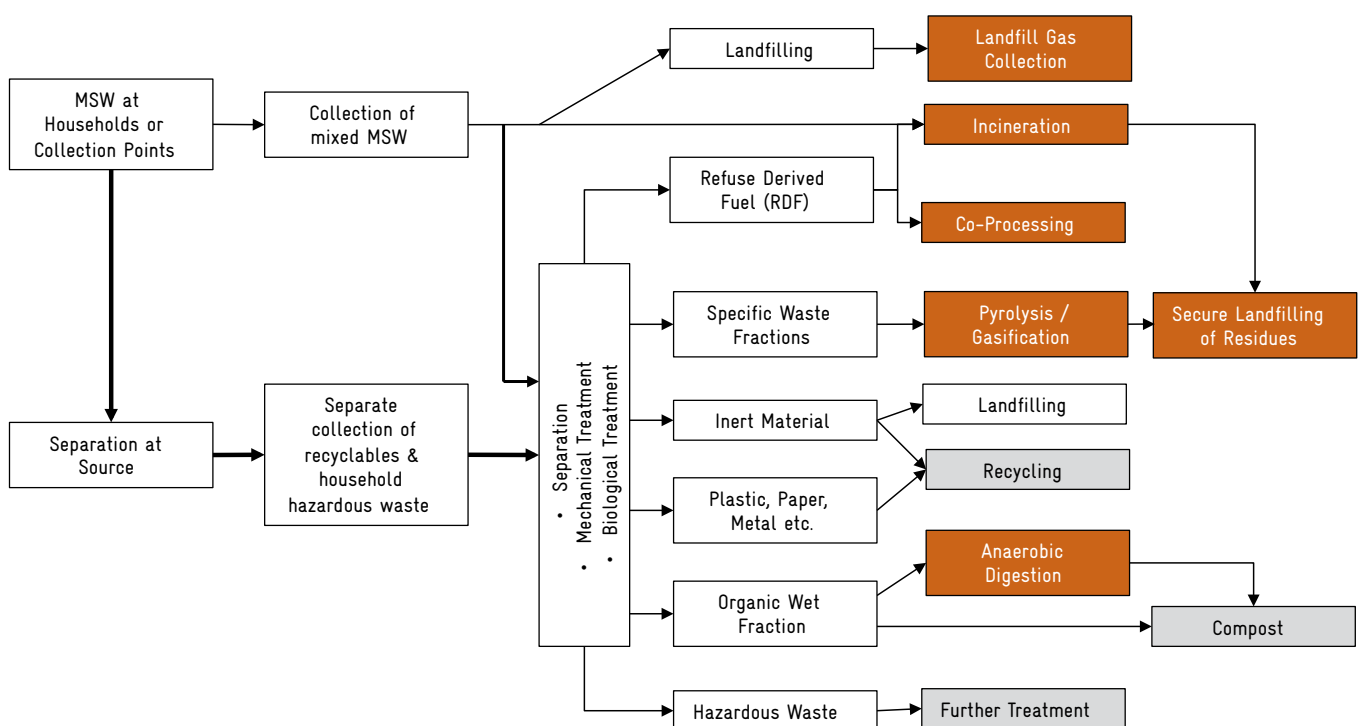 MSW at
Households or
Collection Points
Collection of
mixed MSW
Landfilling
Landfill Gas
Collection
Incineration
Refuse Derived
Fuel (RDF)
Co-Processing
Specific Waste
Fractions
Pyrolysis /
Gasification
Secure Landfilling
of Residues
Separation at
Source
Separate
collection of
recyclables &
household
hazardous waste
• Separation
• Mechanical Treatment
• Biological Treatment
Inert Material
Landfilling
Recycling
Plastic, Paper,
Metal etc.
Organic Wet
Fraction
Anaerobic
Digestion
Compost
Hazardous Waste
Further Treatment